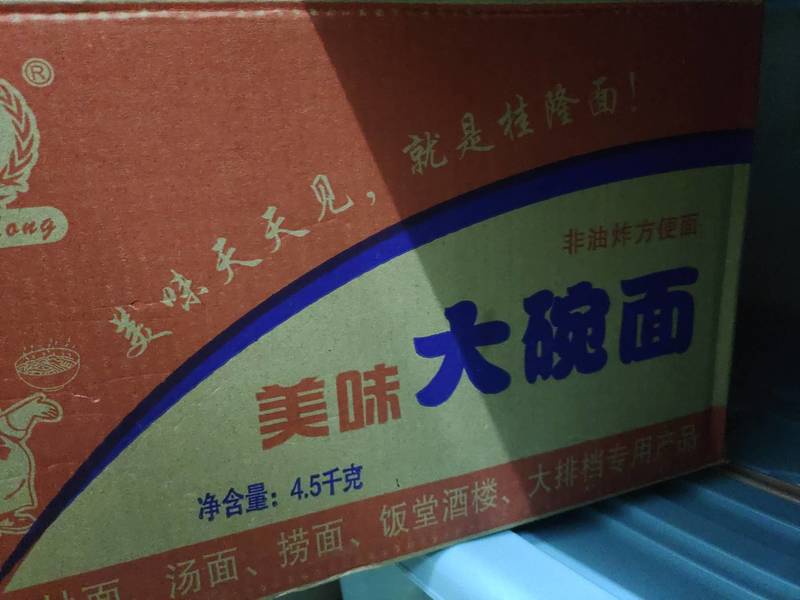 ®
美味天天见，就是桂隆面！
非油炸方便面
美味大碗面
净含量：4.5千克
面、汤面、捞面、饭堂酒楼、大排档专用产品